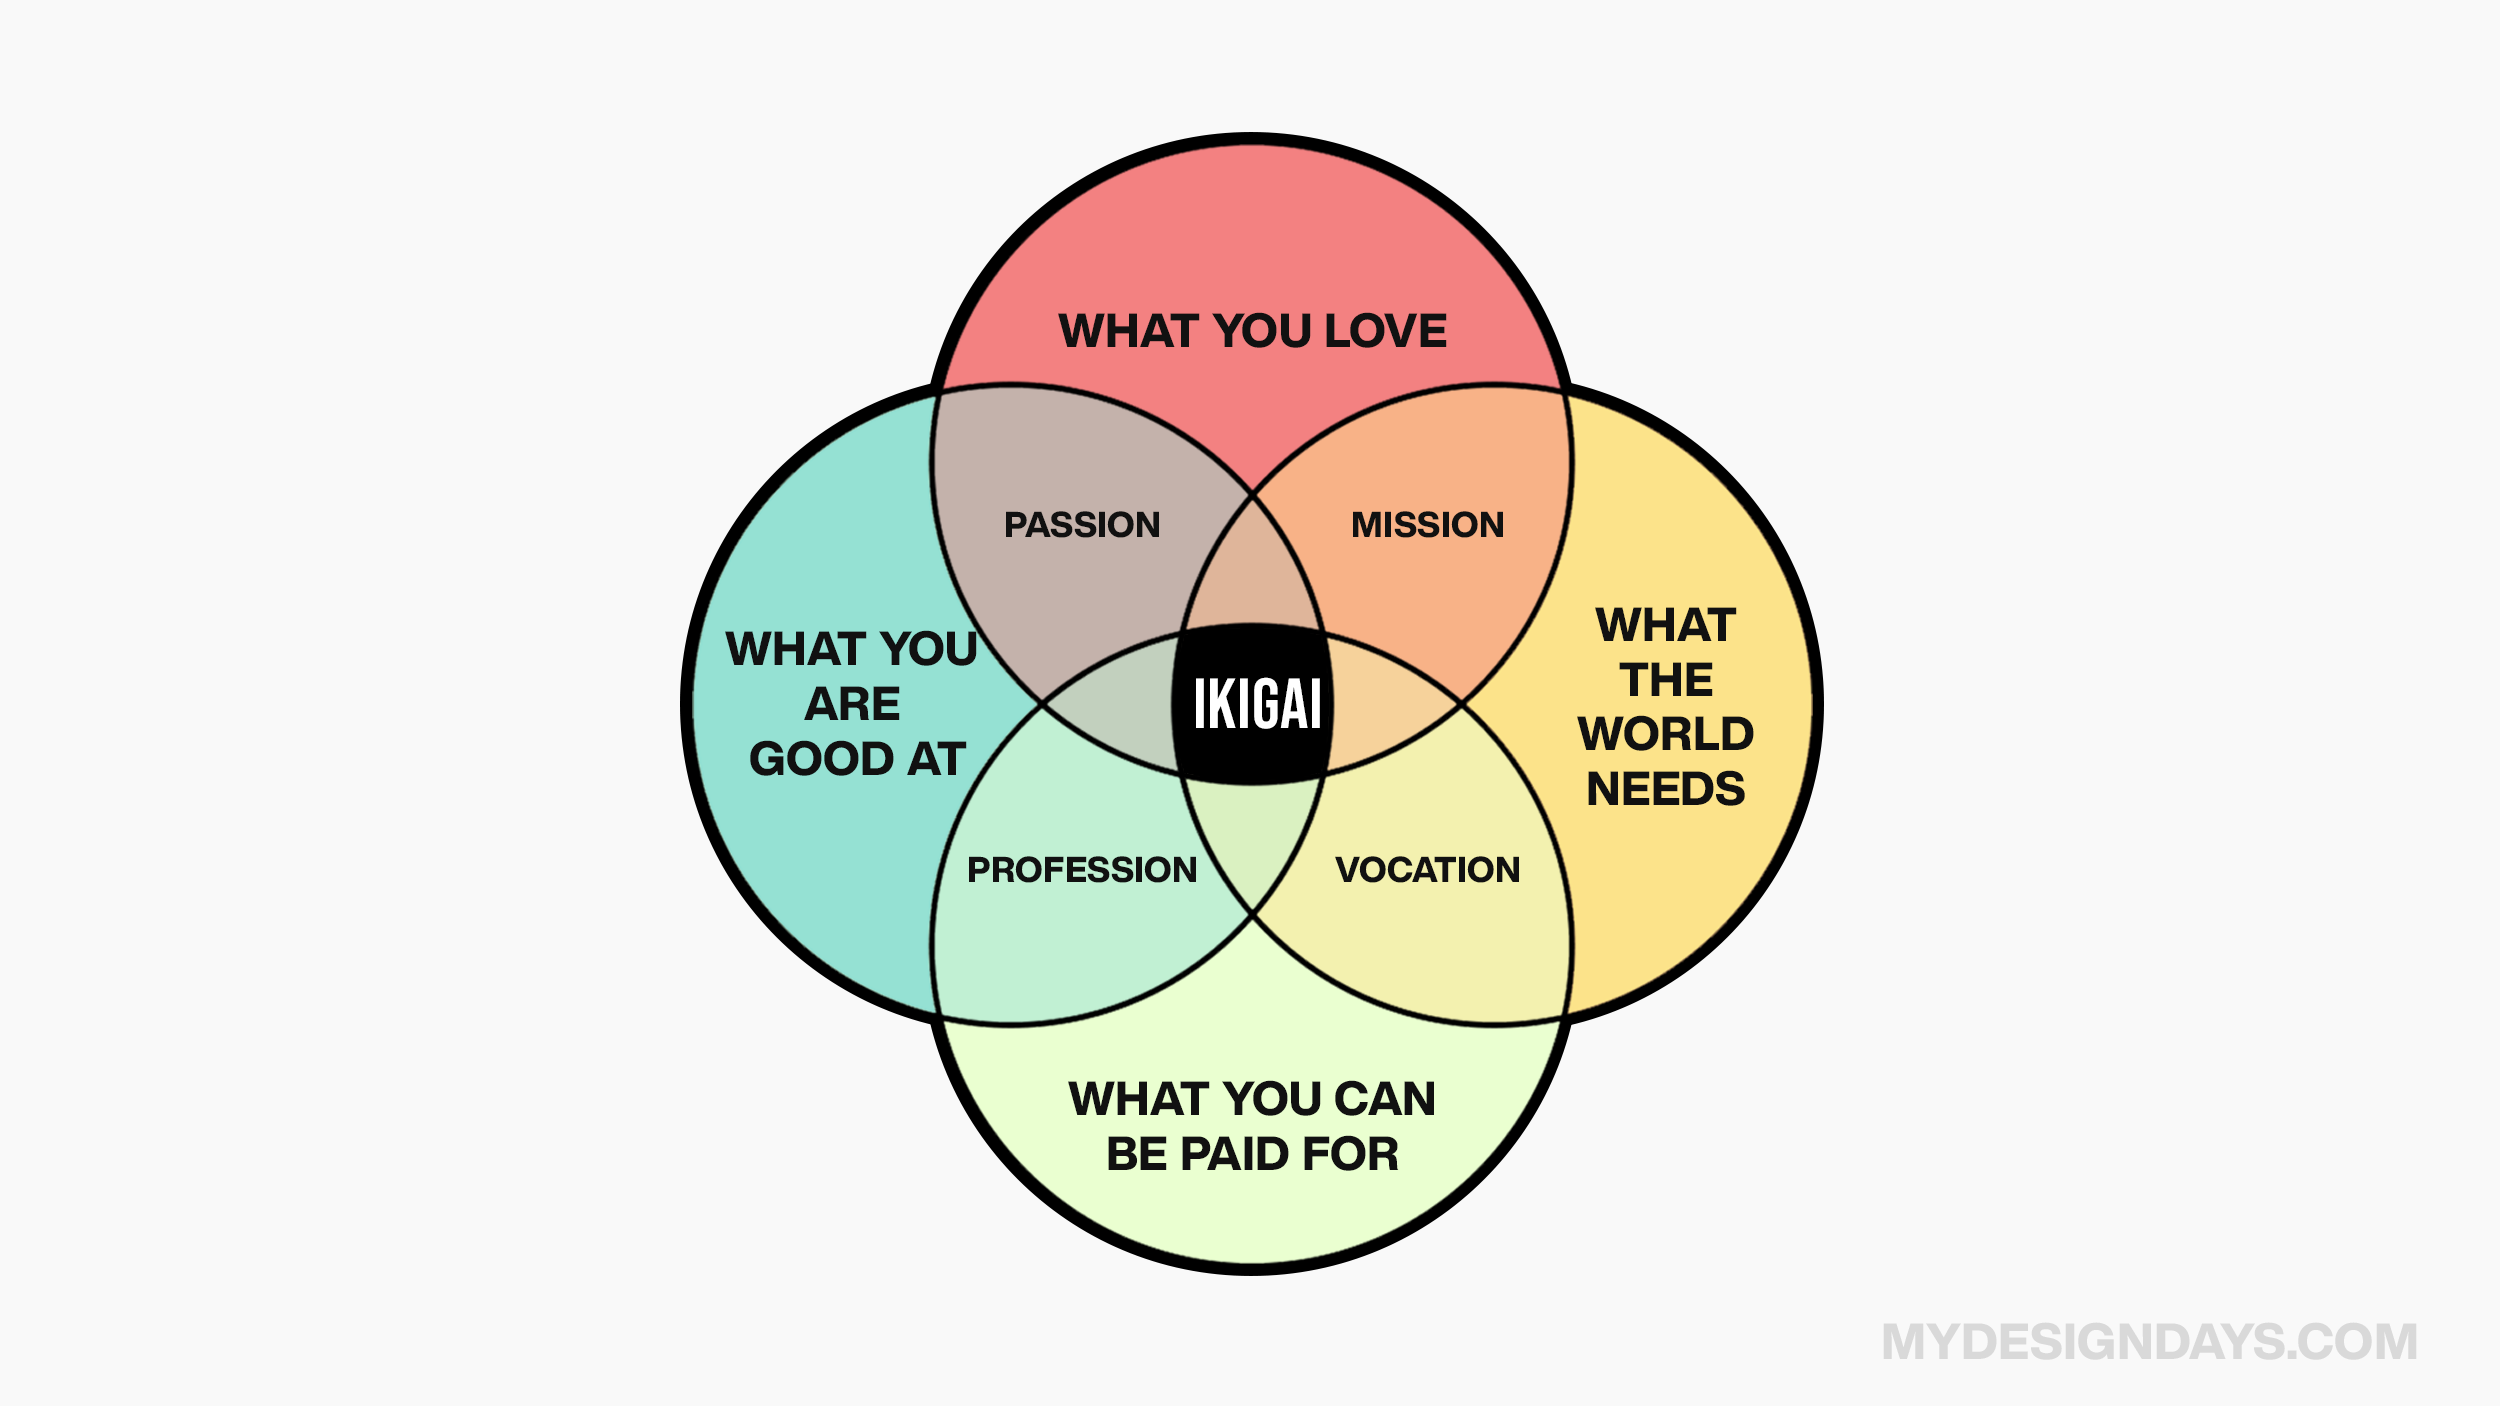 WHAT YOU LOVE
PASSION
MISSION
WHAT YOU
ARE
GOOD AT
IKIGAI
WHAT
THE
WORLD
NEEDS
PROFESSION
VOCATION
WHAT YOU CAN
BE PAID FOR
MYDESIGNDAYS.COM